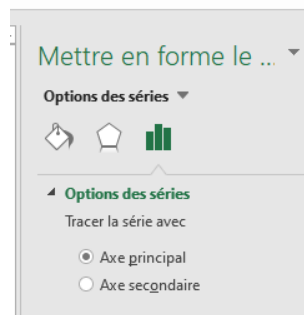 Mettre en forme le ...
Options des séries
Options des séries
Tracer la série avec
Axe principal
Axe secondaire